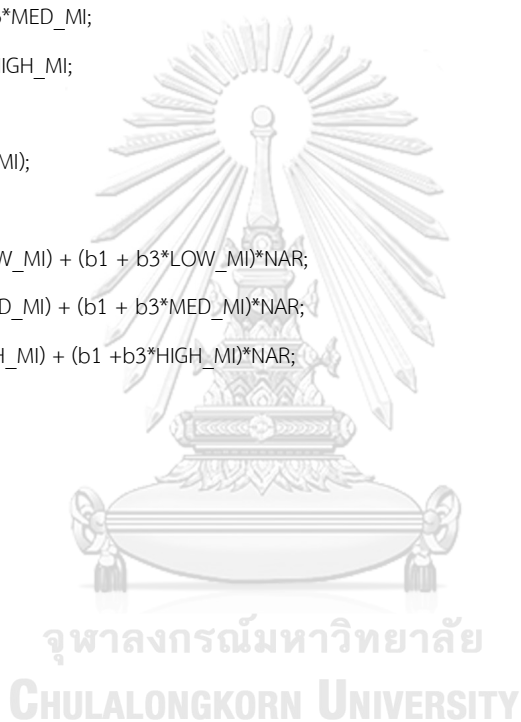 *MED_MI;
IGH_MI;
MI);
W_MI) + (b1 + b3*LOW_MI)*NAR;
D_MI) + (b1 + b3*MED_MI)*NAR;
H_MI) + (b1 +b3*HIGH_MI)*NAR;
จุฬาลงกรณ์มหาวิทยาลัย
CHULALONGKORN UNIVERSITY